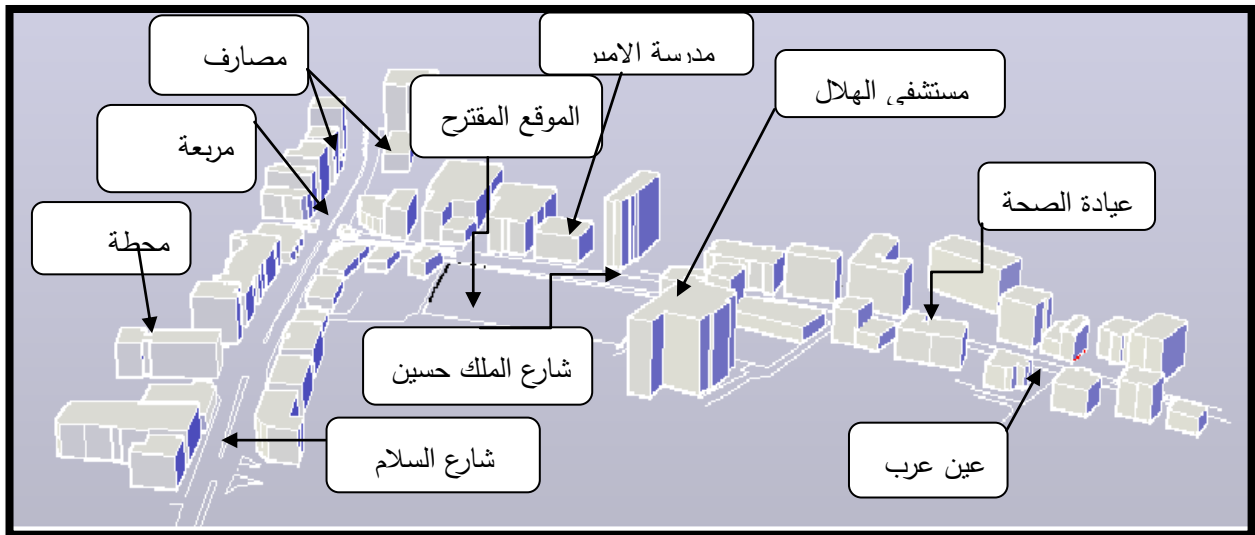 مصارف
مدرسة الامير
مستشفى الهلال
الموقع المقترح
مربعة
عيادة الصحة
محطة
شارع الملك حسين
شارع السلام
عين عرب